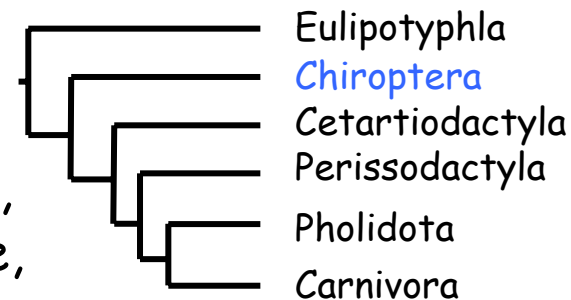 Eulipotyphla
Chiroptera
Cetartiodactyla
Perissodactyla
Pholidota
Carnivora